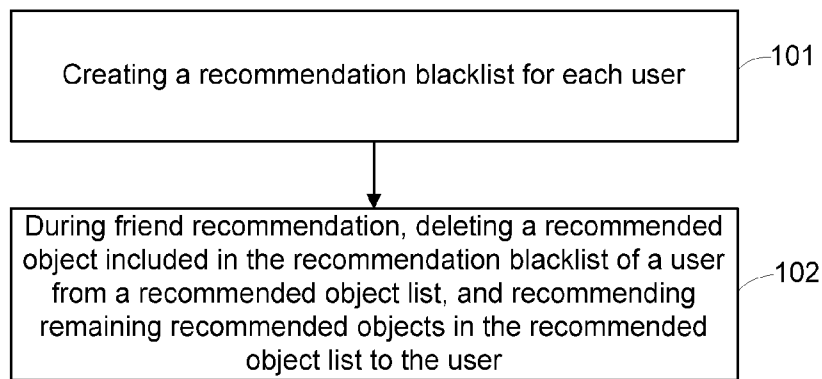 Creating a recommendation blacklist for each user
101
During friend recommendation, deleting a recommended
object included in the recommendation blacklist of a user
from a recommended object list, and recommending
remaining recommended objects in the recommended
object list to the user
102